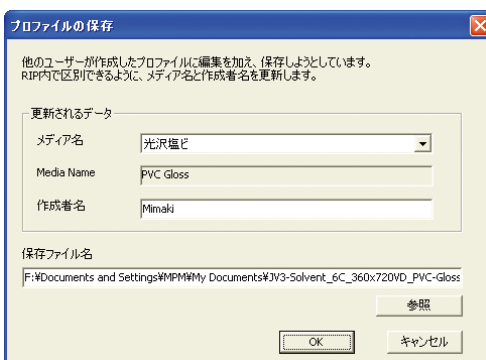 プロファイルの保存
他のユーザーが作成したプロファイルに編集を加え、保存しようとしています。
RIP内で区別できるように、メディア名と作成者名を更新します。
更新されるデータ
メディア名
光沢塩ビ
Media Name
PVC Gloss
作成者名
Mimaki
保存ファイル名
F:¥Documents and Settings¥MPM¥My Documents¥JV3-Solvent_6C_360x720VD_PVC-Gloss
参照
OK
キャンセル